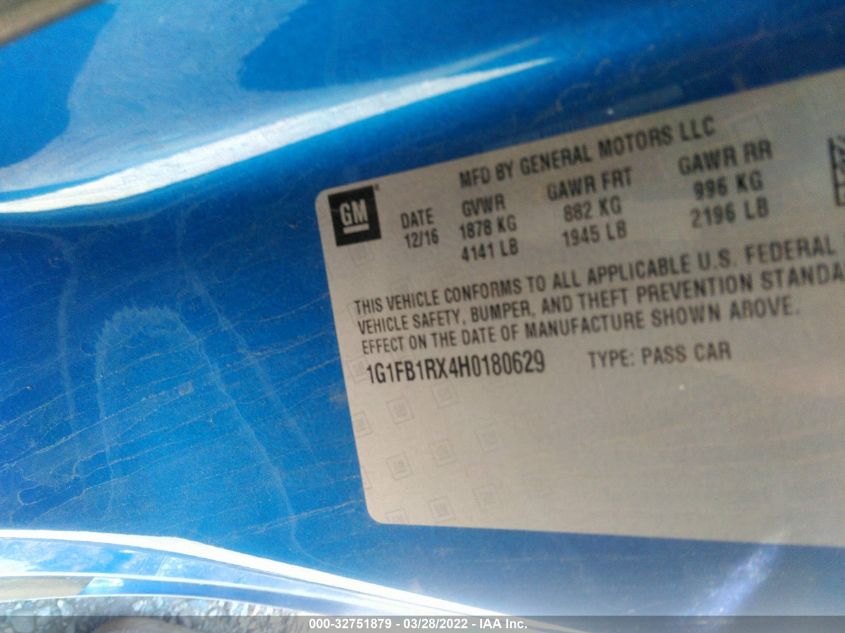 MFD BY GENERAL MOTORS LLC
GM ® DATE GVWR GAWR FRT GAWR RR
12/16 1878 KG 882 KG 996 KG
4141 LB 1945 LB 2196 LB
THIS VEHICLE CONFORMS TO ALL APPLICABLE U.S. FEDERAL
VEHICLE SAFETY, BUMPER, AND THEFT PREVENTION STANDA
EFFECT ON THE DATE OF MANUFACTURE SHOWN ABOVE.
1G1FB1RX4H0180629 TYPE: PASS CAR
000-32751879 — 03/28/2022 - IAA Inc.